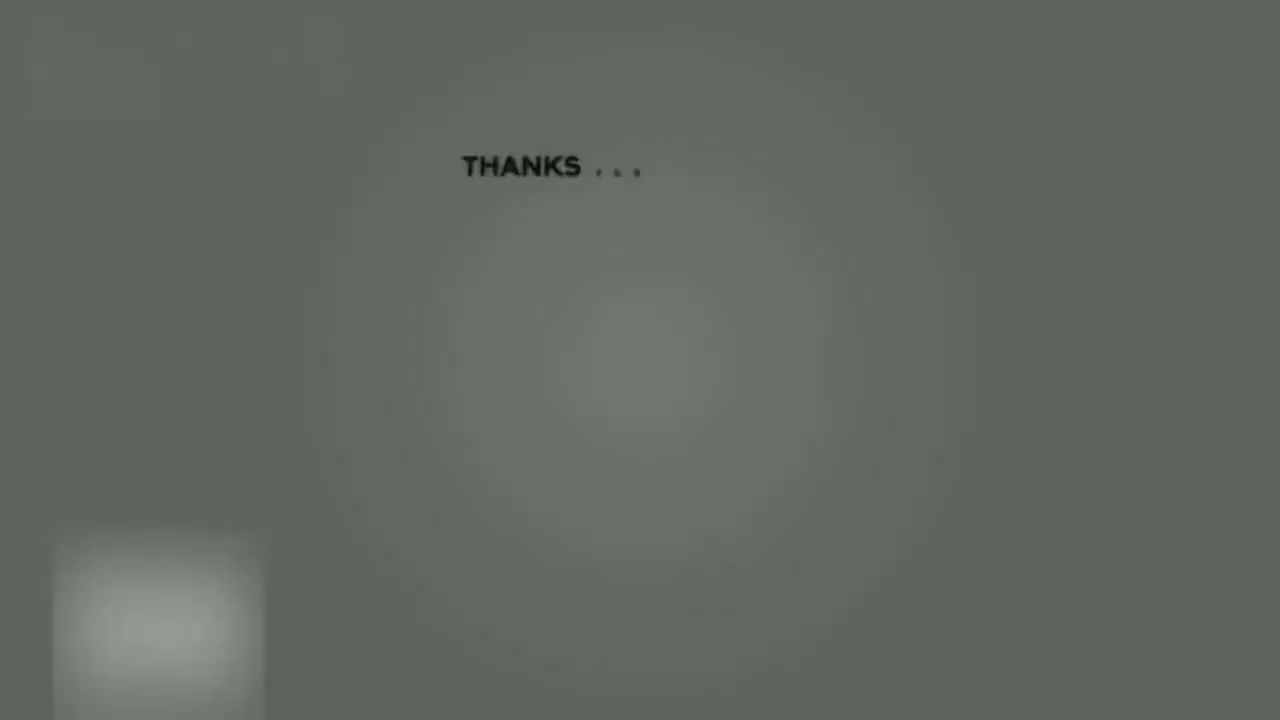 THANKS . . .